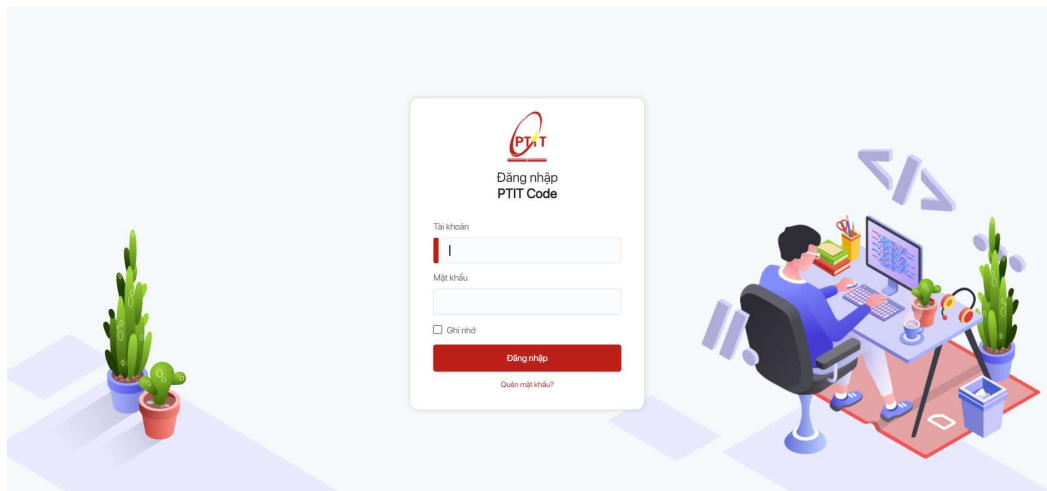 PTIT
Đăng nhập
PTIT Code
Tài khoản
Mật khẩu
Ghi nhớ
Đăng nhập
Quên mật khẩu?